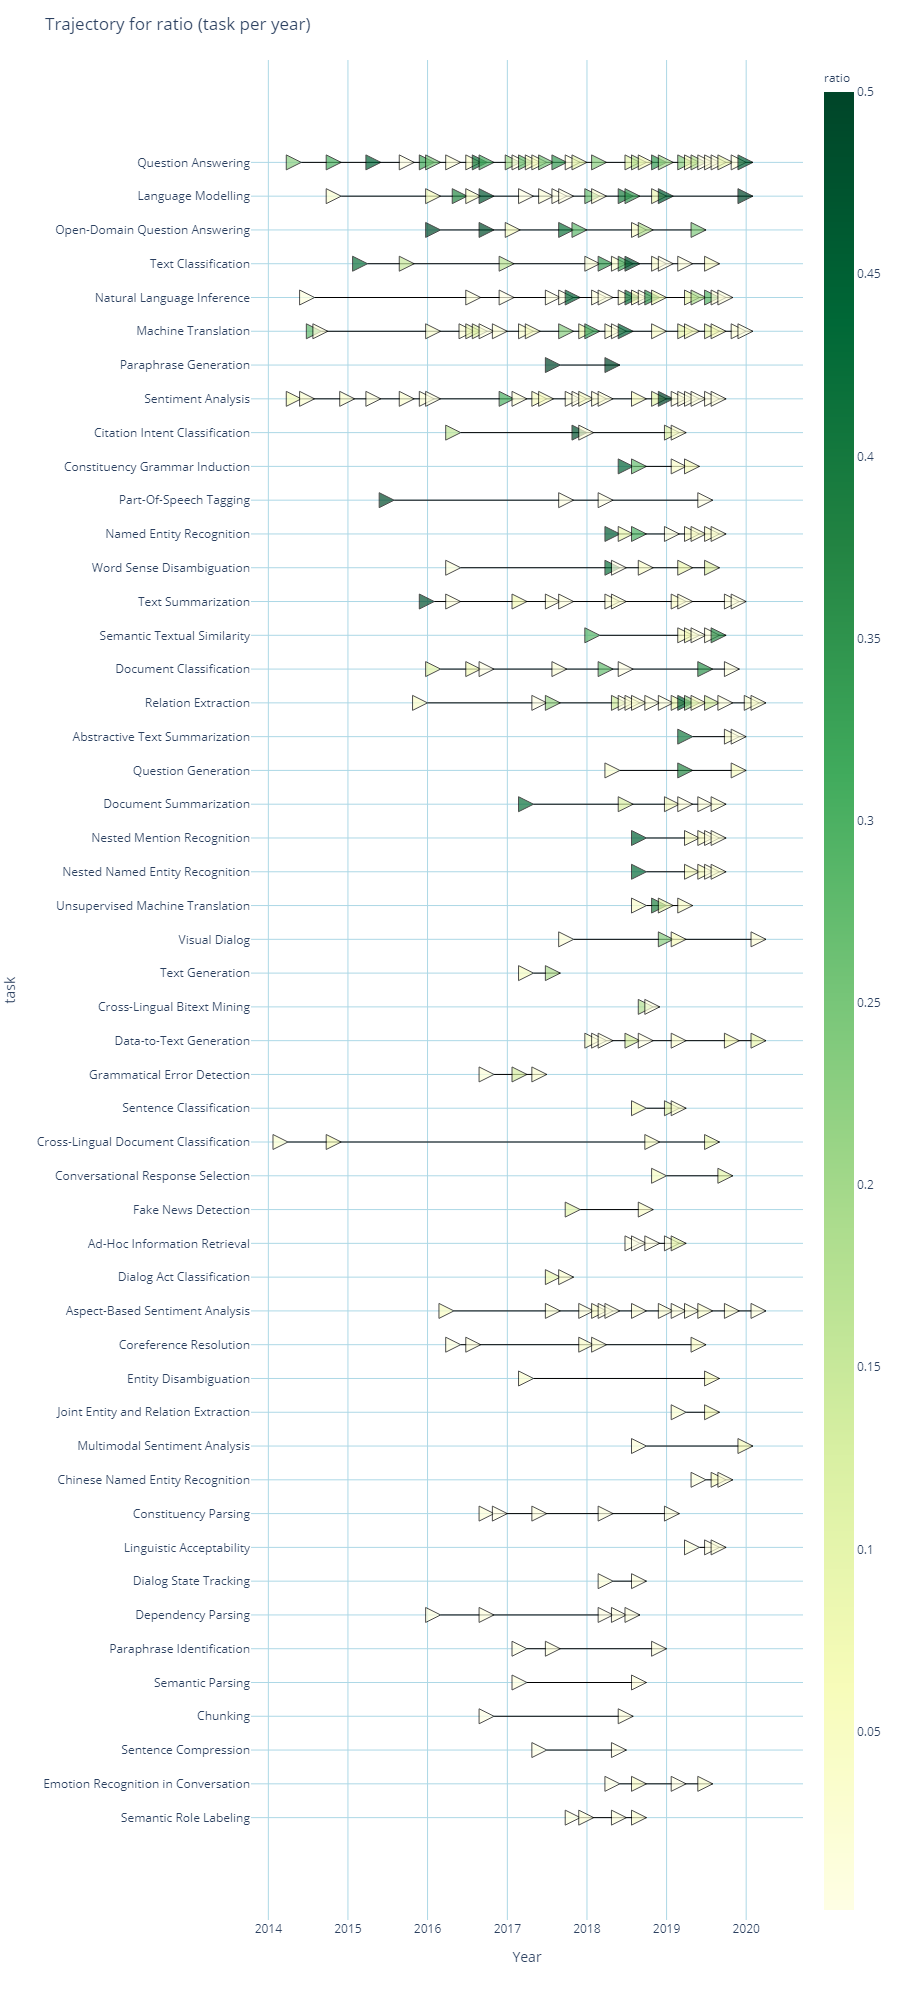 Trajectory for ratio (task per year)
ratio
0.5
0.45
0.4
0.35
0.3
0.25
0.2
0.15
0.1
0.05
task
Question Answering
Language Modelling
Open-Domain Question Answering
Text Classification
Natural Language Inference
Machine Translation
Paraphrase Generation
Sentiment Analysis
Citation Intent Classification
Constituency Grammar Induction
Part-Of-Speech Tagging
Named Entity Recognition
Word Sense Disambiguation
Text Summarization
Semantic Textual Similarity
Document Classification
Relation Extraction
Abstractive Text Summarization
Question Generation
Document Summarization
Nested Mention Recognition
Nested Named Entity Recognition
Unsupervised Machine Translation
Visual Dialog
Text Generation
Cross-Lingual Bitext Mining
Data-to-Text Generation
Grammatical Error Detection
Sentence Classification
Cross-Lingual Document Classification
Conversational Response Selection
Fake News Detection
Ad-Hoc Information Retrieval
Dialog Act Classification
Aspect-Based Sentiment Analysis
Coreference Resolution
Entity Disambiguation
Joint Entity and Relation Extraction
Multimodal Sentiment Analysis
Chinese Named Entity Recognition
Constituency Parsing
Linguistic Acceptability
Dialog State Tracking
Dependency Parsing
Paraphrase Identification
Semantic Parsing
Chunking
Sentence Compression
Emotion Recognition in Conversation
Semantic Role Labeling
2014 2015 2016 2017 2018 2019 2020
Year